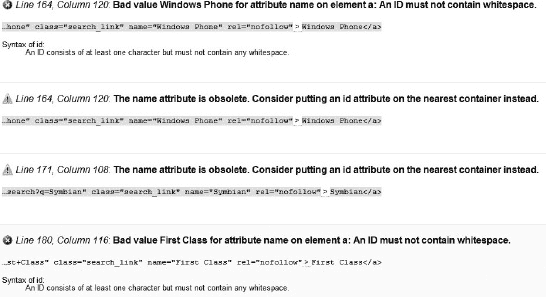 Line 164, Column 120: Bad value Windows Phone for attribute name on element a: An ID must not contain whitespace.
…hone" class="search_link" name="Windows Phone" rel="nofollow">Windows Phone</a>
Syntax of id:
An ID consists of at least one character but must not contain any whitespace.
Line 164, Column 120: The name attribute is obsolete. Consider putting an id attribute on the nearest container instead.
…hone" class="search_link" name="Windows Phone" rel="nofollow">Windows Phone</a>
Line 171, Column 108: The name attribute is obsolete. Consider putting an id attribute on the nearest container instead.
…search?q=Symbian" class="search_link" name="Symbian" rel="nofollow">Symbian</a>
Line 180, Column 116: Bad value First Class for attribute name on element a: An ID must not contain whitespace.
…st+Class" class="search_link" name="First Class" rel="nofollow">First Class</a>
Syntax of id:
An ID consists of at least one character but must not contain any whitespace.